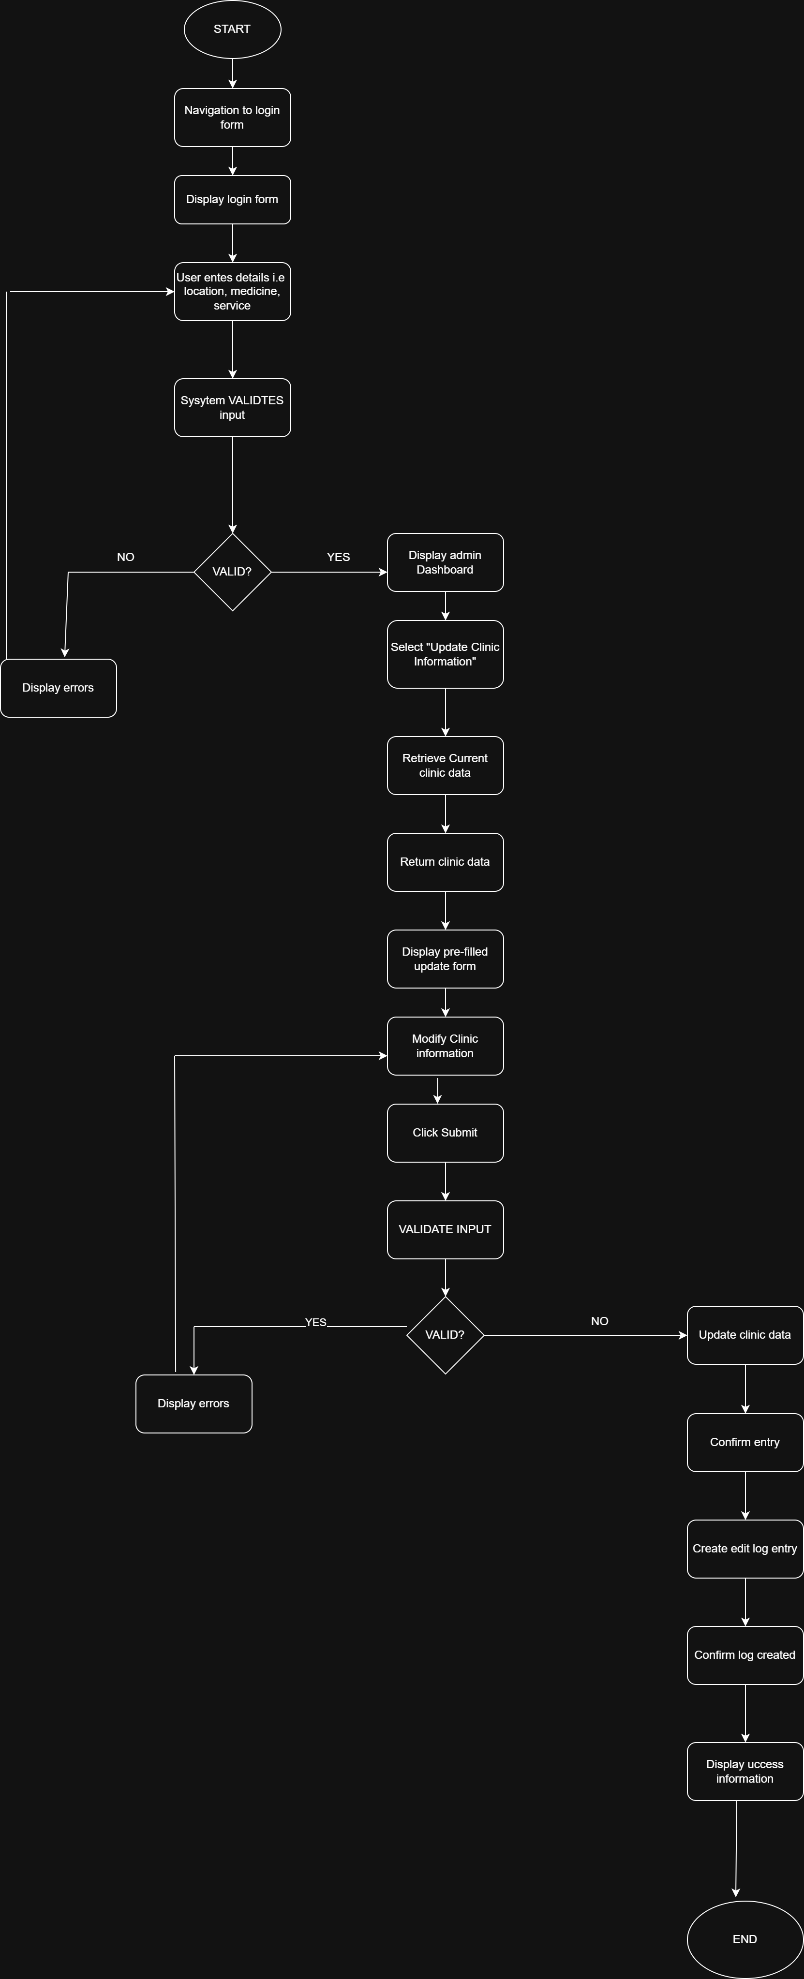 START
Navigation to login
form
Display login form
User entes details i.e
location, medicine,
service
Sysytem VALIDTES
input
NO
VALID?
YES
Display admin
Dashboard
Select "Update Clinic
Information"
Display errors
Retrieve Current
clinic data
Return clinic data
Display pre-filled
update form
Modify Clinic
information
Click Submit
VALIDATE INPUT
YES
VALID?
NO
Update clinic data
Display errors
Confirm entry
Create edit log entry
Confirm log created
Display uccess
information
END